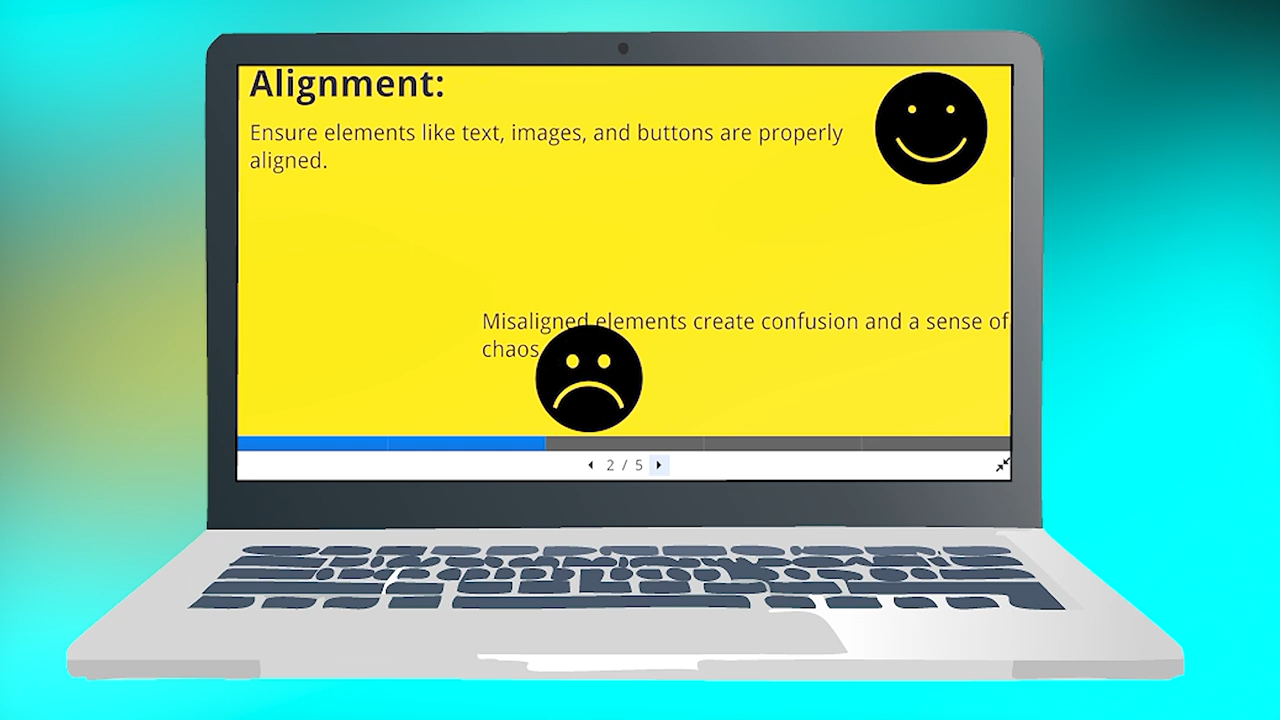 Alignment:
Ensure elements like text, images, and buttons are properly
aligned.
Misaligned elements create confusion and a sense of
chaos
2 / 5